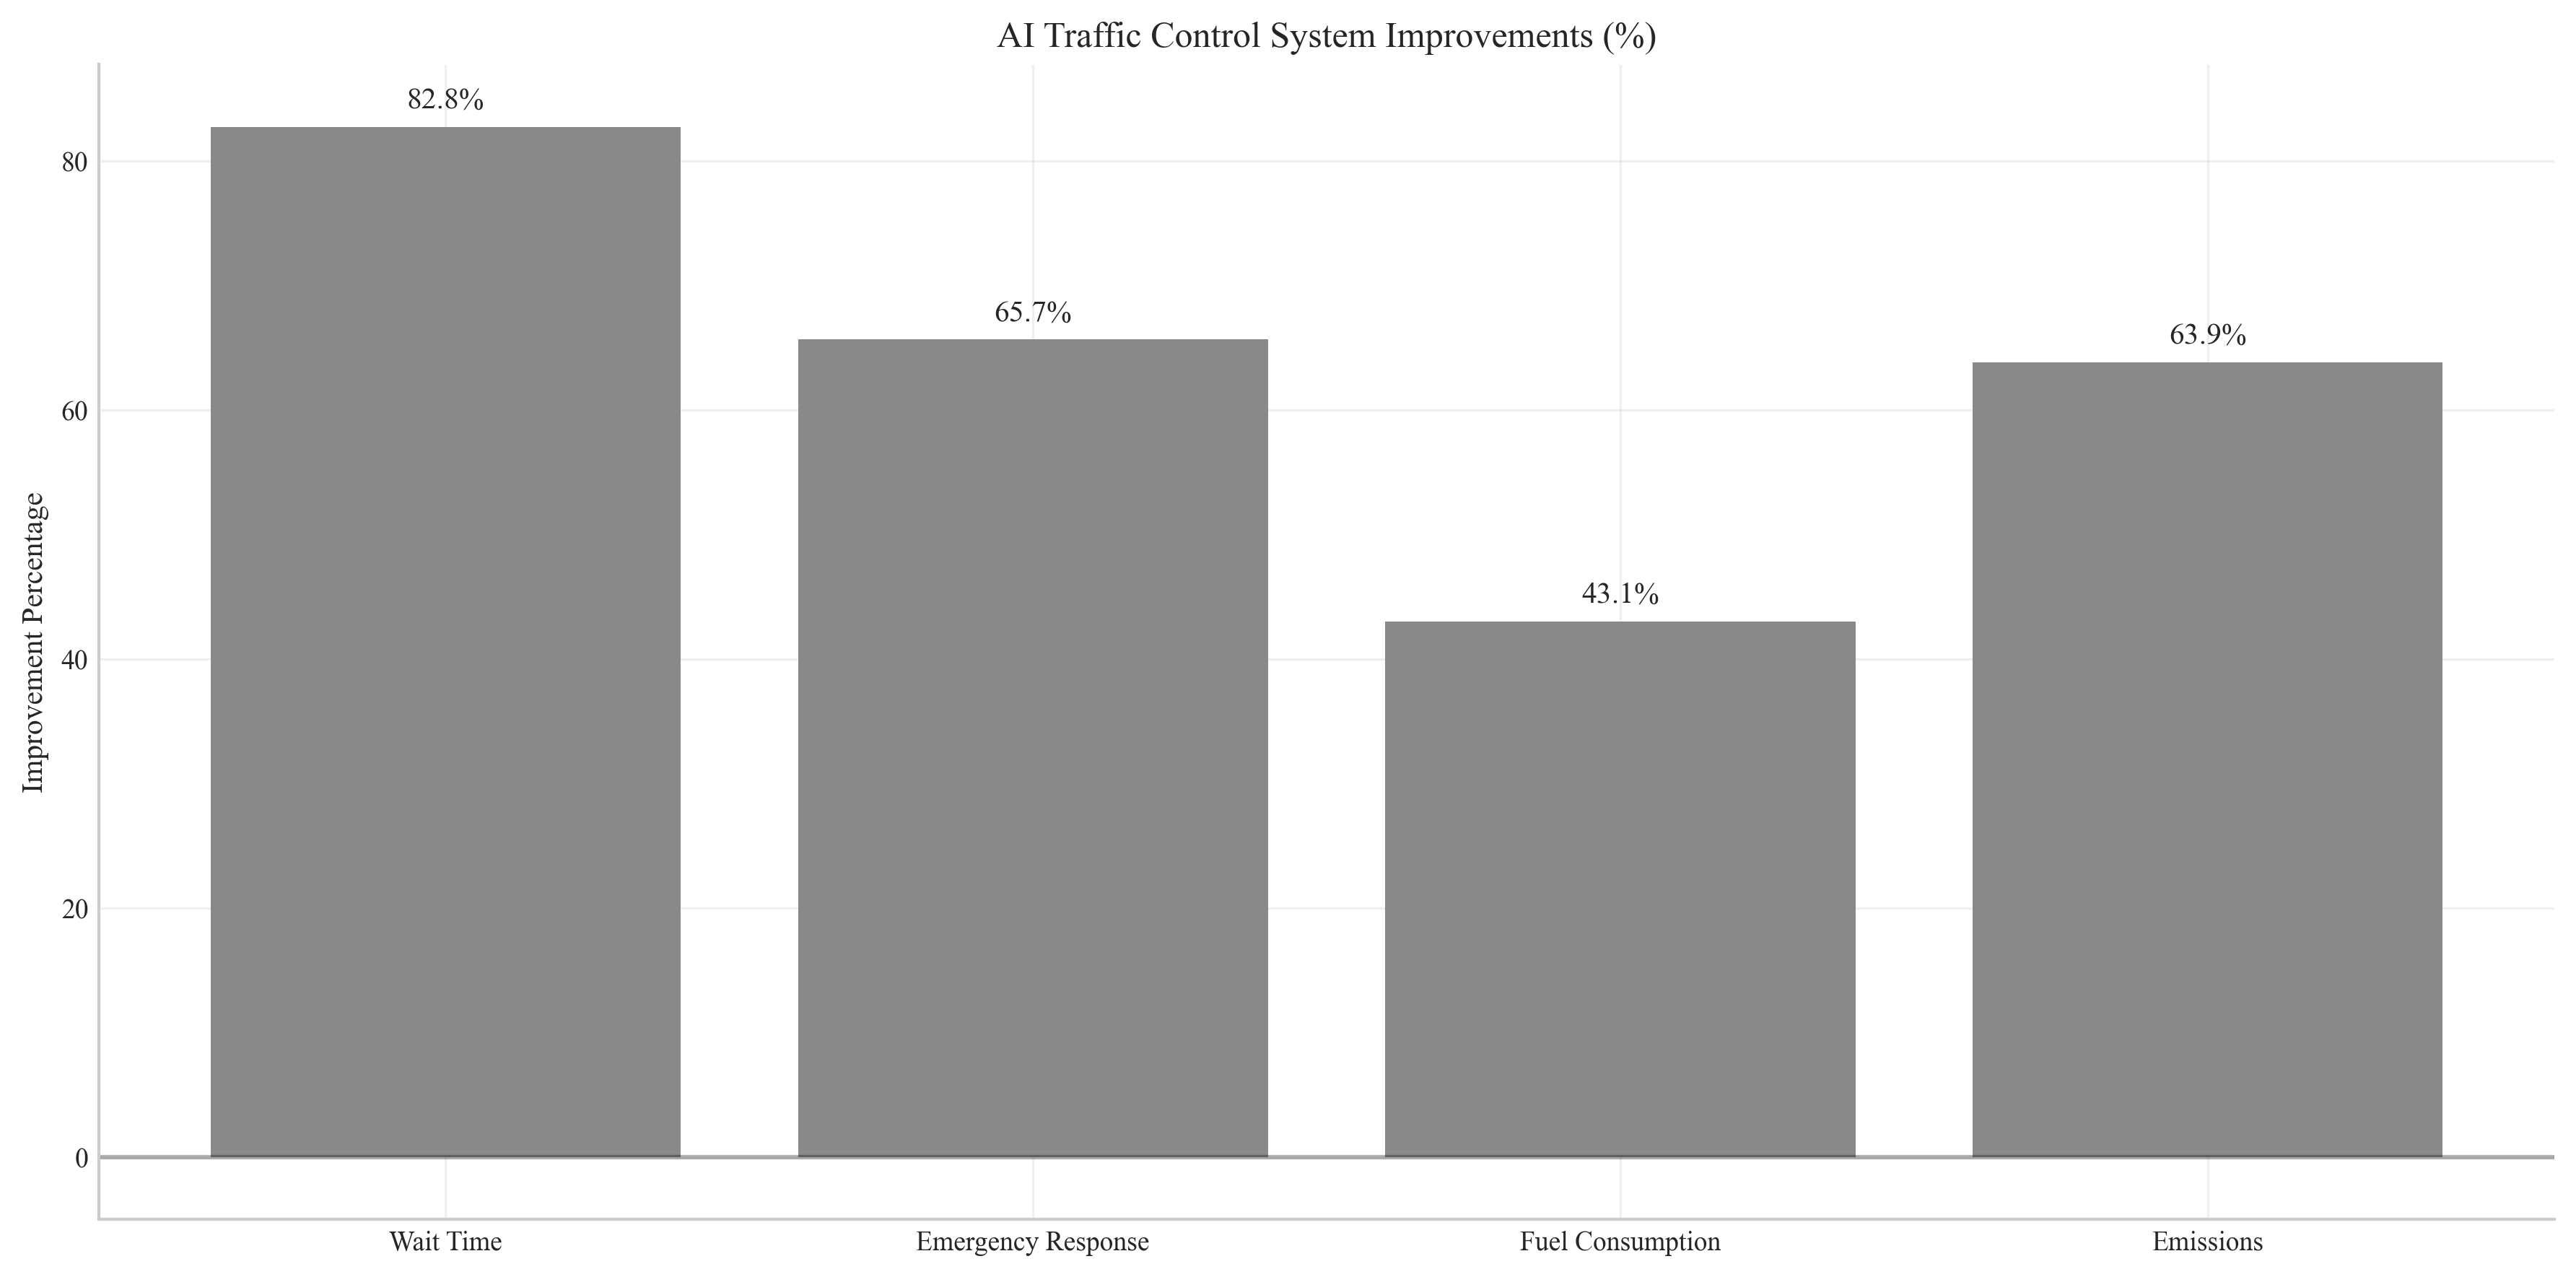 AI Traffic Control System Improvements (%)
82.8%
65.7%
43.1%
63.9%
80
60
40
20
0
Improvement Percentage
Wait Time
Emergency Response
Fuel Consumption
Emissions